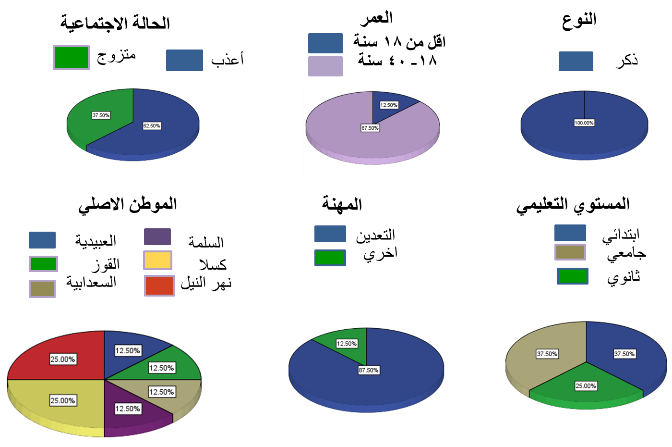 النوع
ذكر
100.00%
العمر
اقل من ١٨ سنة
١٨-٤٠ سنة
12.50%
87.50%
الحالة الاجتماعية
أعذب
متزوج
37.50%
62.50%
المستوي التعليمي
ابتدائي
جامعي
ثانوي
37.50%
37.50%
25.00%
المهنة
التعدين
اخري
12.50%
87.50%
الموطن الاصلي
السلمة
العبيدية
كسلا
القوز
نهر النيل
السعدابية
25.00%
12.50%
12.50%
12.50%
25.00%
12.50%